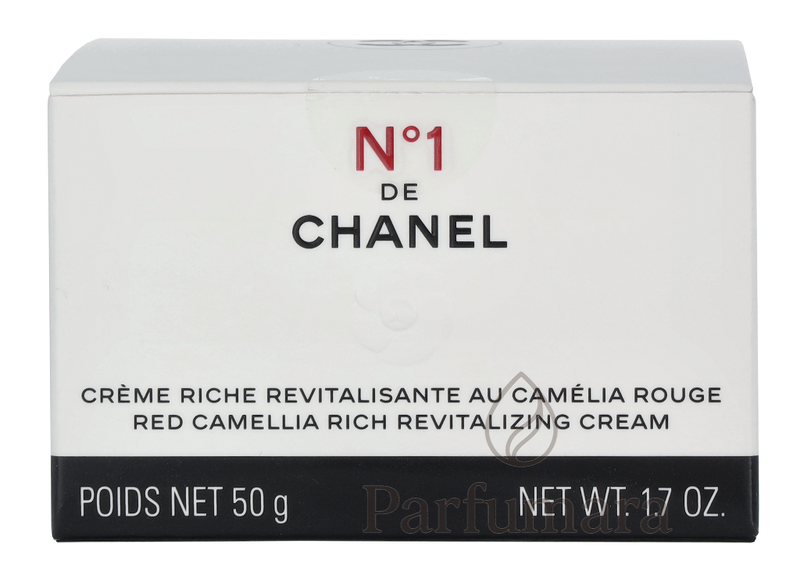 N°1
DE
CHANEL
CRÈME RICHE REVITALISANTE AU CAMÉLIA ROUGE
RED CAMELLIA RICH REVITALIZING CREAM
POIDS NET 50 g NET WT. 1.7 OZ.
Parfumara